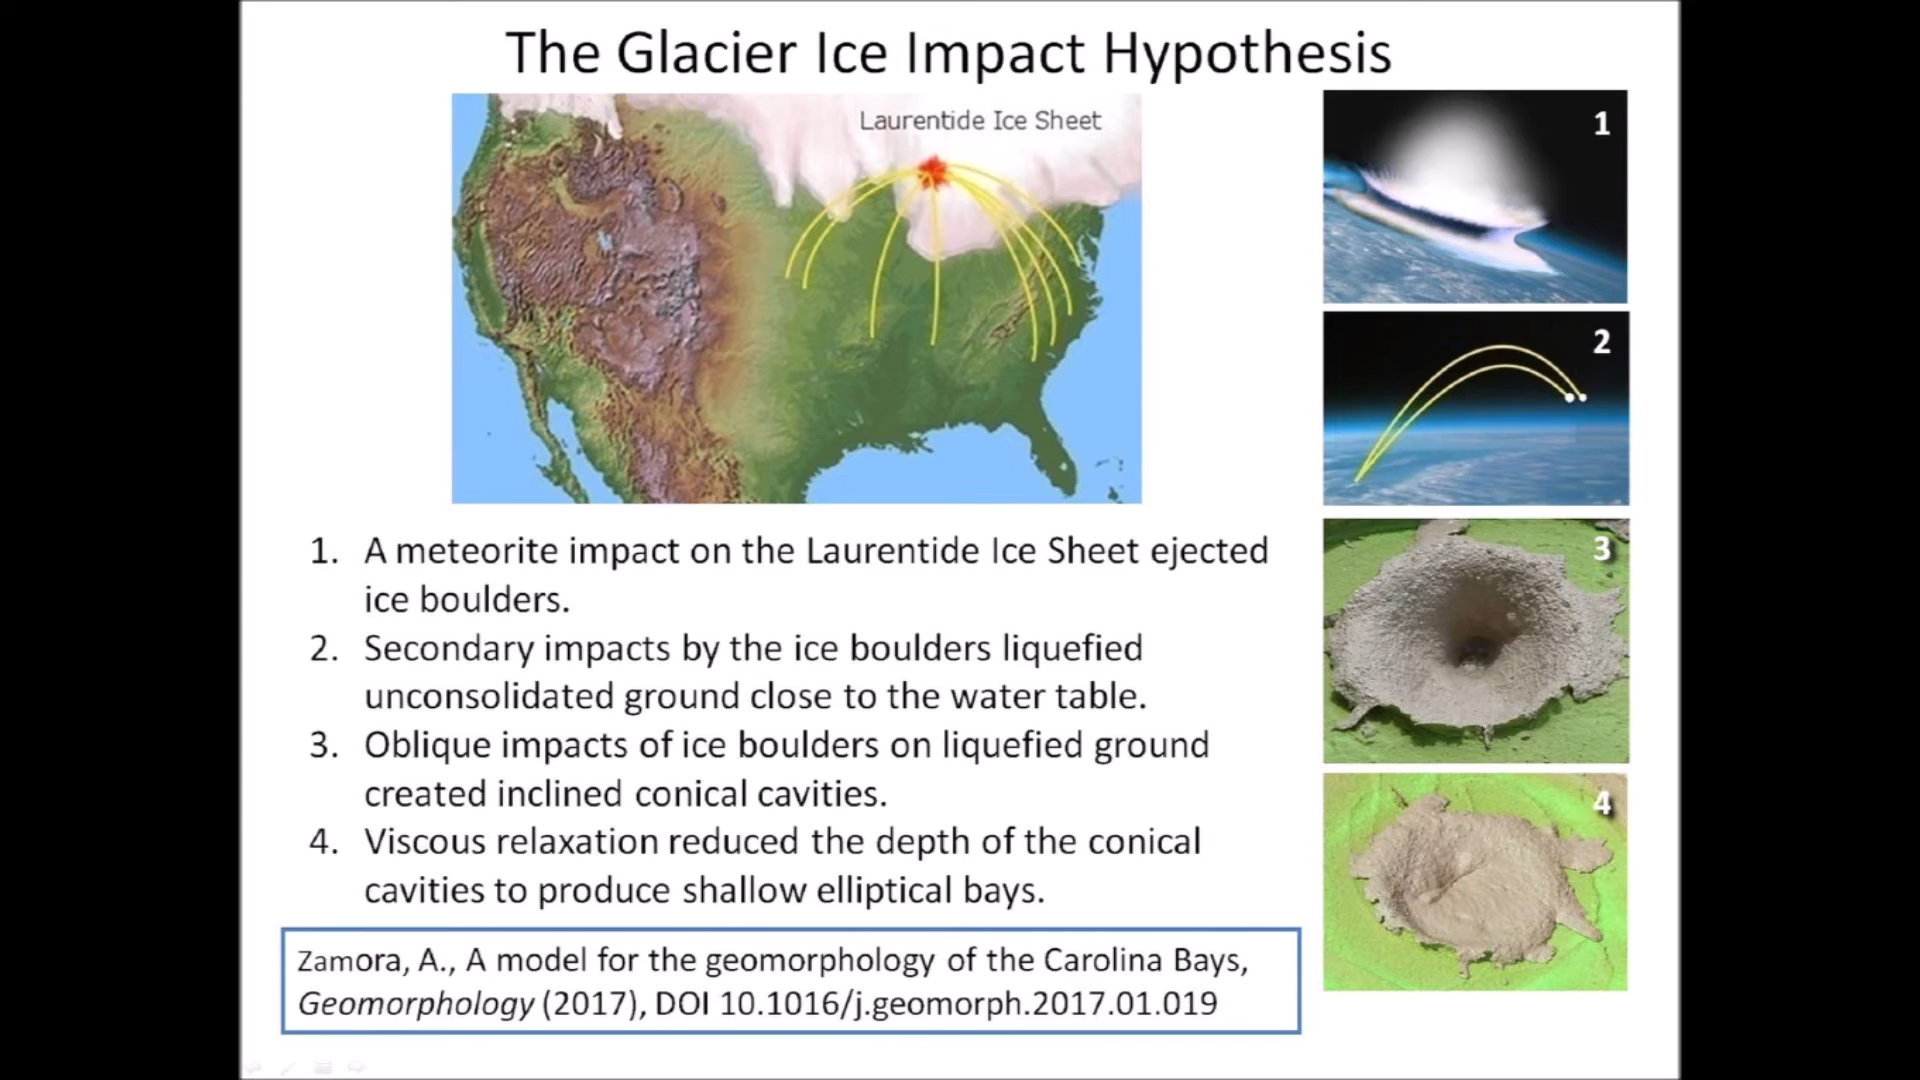 The Glacier Ice Impact Hypothesis
Laurentide Ice Sheet
1
2
3
4
1. A meteorite impact on the Laurentide Ice Sheet ejected
ice boulders.
2. Secondary impacts by the ice boulders liquefied
unconsolidated ground close to the water table.
3. Oblique impacts of ice boulders on liquefied ground
created inclined conical cavities.
4. Viscous relaxation reduced the depth of the conical
cavities to produce shallow elliptical bays.
Zamora, A., A model for the geomorphology of the Carolina Bays,
Geomorphology (2017), DOI 10.1016/j.geomorph.2017.01.019